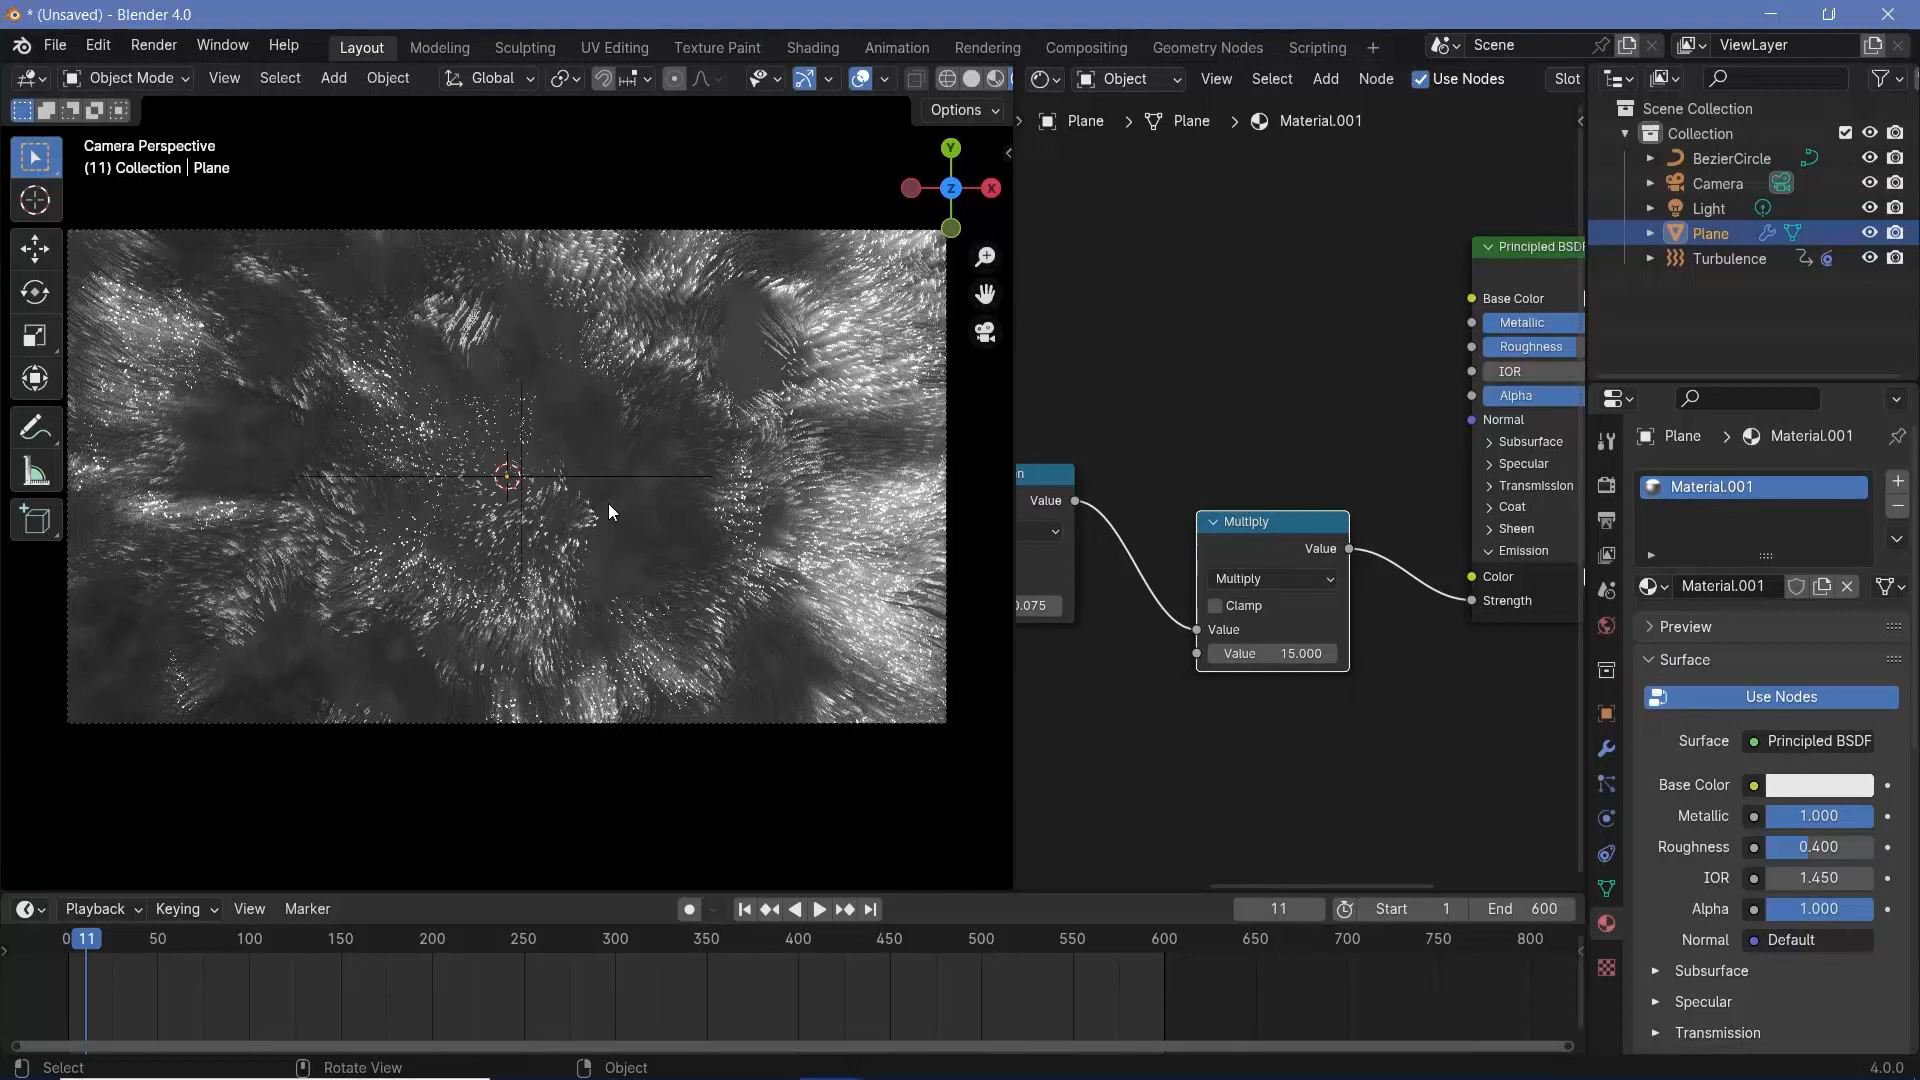 * (Unsaved) - Blender 4.0
File Edit Render Window Help Layout Modeling Sculpting UV Editing Texture Paint Shading Animation Rendering Compositing Geometry Nodes Scripting + Scene ViewLayer
Object Mode View Select Add Object Global Object View Select Add Node Use Nodes Slot
Options
Camera Perspective
(11) Collection | Plane
Y
Z X
Plane > Plane > Material.001
Value
0.075
Multiply
Value
Multiply
Clamp
Value
Value 15.000
Principled BSDF
Base Color
Metallic
Roughness
IOR
Alpha
Normal
Subsurface
Specular
Transmission
Coat
Sheen
Emission
Color
Strength
Scene Collection
Collection
BezierCircle
Camera
Light
Plane
Turbulence
Plane > Material.001
Material.001
Material.001
Preview
Surface
Use Nodes
Surface Principled BSDF
Base Color
Metallic 1.000
Roughness 0.400
IOR 1.450
Alpha 1.000
Normal Default
Subsurface
Specular
Transmission
Playback Keying View Marker 11 Start 1 End 600
0 11 50 100 150 200 250 300 350 400 450 500 550 600 650 700 750 800
Select Rotate View Object 4.0.0